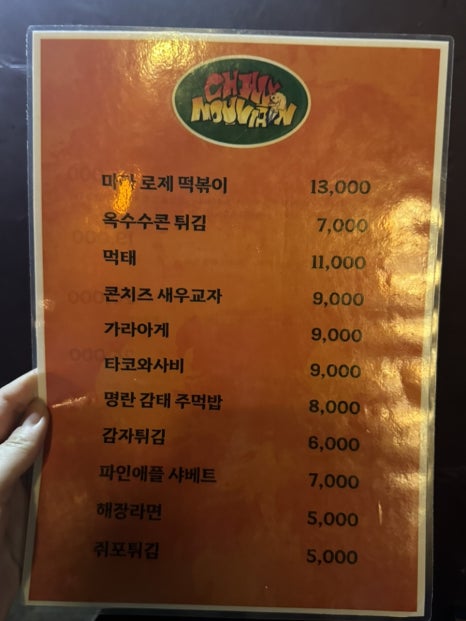 CHILLY
MOUNTAIN
로제 떡볶이 13,000
옥수수콘 튀김 7,000
먹태 11,000
콘치즈 새우교자 9,000
가라아게 9,000
타코와사비 9,000
명란 감태 주먹밥 8,000
감자튀김 6,000
파인애플 샤베트 7,000
해장라면 5,000
쥐포튀김 5,000